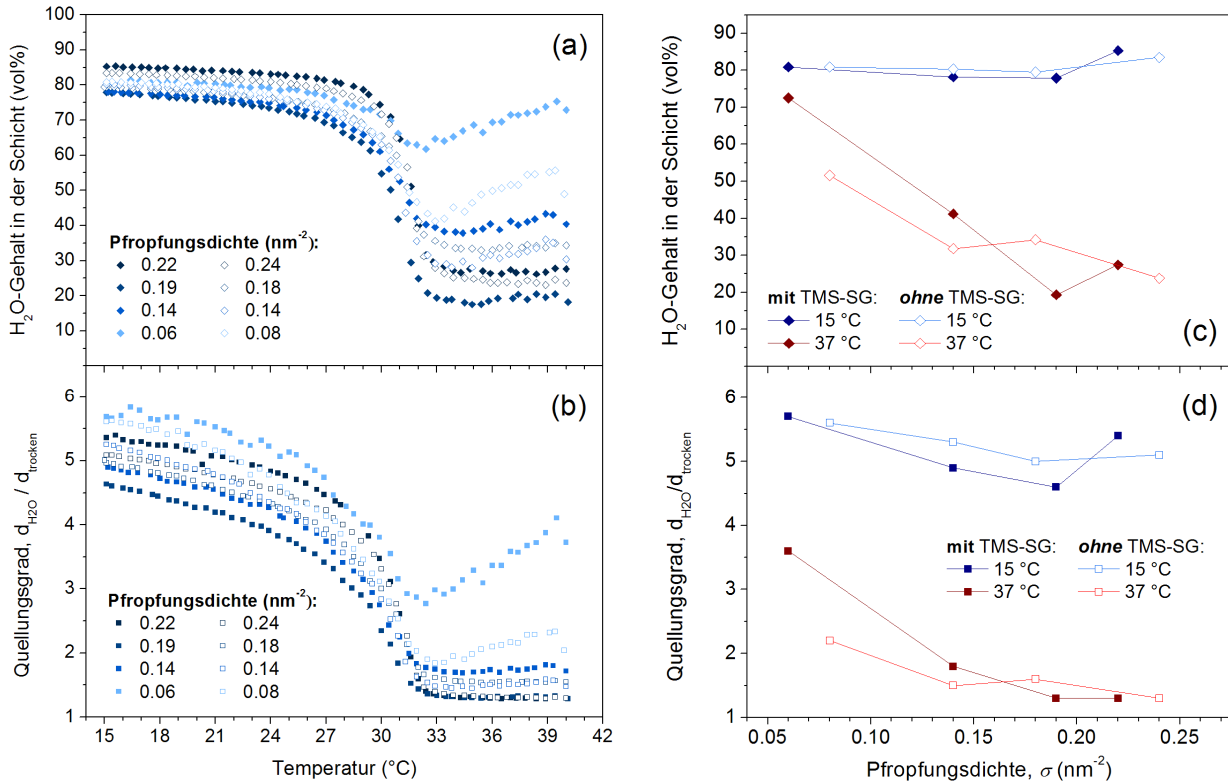 (a)
H₂O-Gehalt in der Schicht (vol%)
100
90
80
70
60
50
40
30
20
10
Pfropfungsdichte (nm⁻²):
0.22 0.24
0.19 0.18
0.14 0.14
0.06 0.08
(b)
Quellungsgrad, d_H2O / d_trocken
6
5
4
3
2
1
Pfropfungsdichte (nm⁻²):
0.22 0.24
0.19 0.18
0.14 0.14
0.06 0.08
15 18 21 24 27 30 33 36 39 42
Temperatur (°C)
(c)
H₂O-Gehalt in der Schicht (vol%)
100
90
80
70
60
50
40
30
20
10
mit TMS-SG: ohne TMS-SG:
15 °C 15 °C
37 °C 37 °C
(d)
Quellungsgrad, d_H2O/d_trocken
6
5
4
3
2
1
mit TMS-SG: ohne TMS-SG:
15 °C 15 °C
37 °C 37 °C
0.05 0.10 0.15 0.20 0.25
Pfropfungsdichte, σ (nm⁻²)